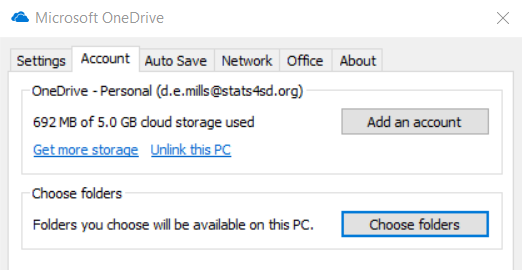 Microsoft OneDrive
Settings Account Auto Save Network Office About
OneDrive - Personal (d.e.mills@stats4sd.org)
692 MB of 5.0 GB cloud storage used Add an account
Get more storage Unlink this PC
Choose folders
Folders you choose will be available on this PC. Choose folders